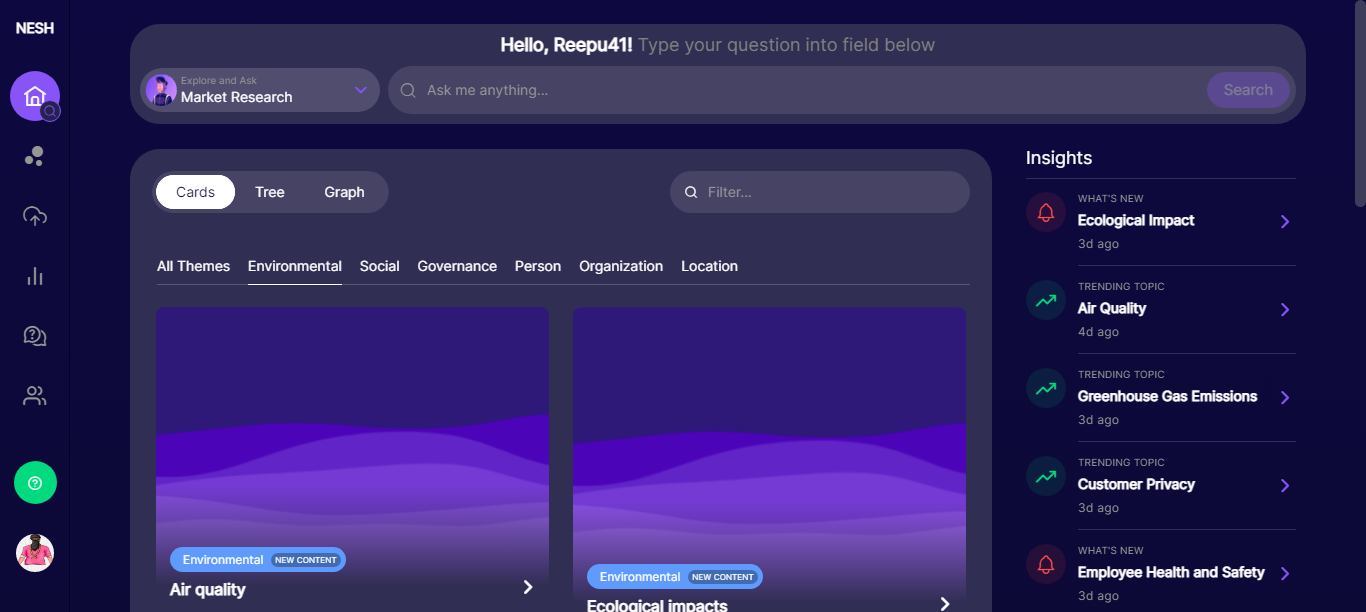 NESH
Hello, Reepu41! Type your question into field below
Explore and Ask
Market Research
Ask me anything...
Search
Cards
Tree
Graph
Filter...
All Themes
Environmental
Social
Governance
Person
Organization
Location
Environmental
NEW CONTENT
Air quality
Environmental
NEW CONTENT
Ecological impacts
Insights
WHAT'S NEW
Ecological Impact
3d ago
TRENDING TOPIC
Air Quality
4d ago
TRENDING TOPIC
Greenhouse Gas Emissions
3d ago
TRENDING TOPIC
Customer Privacy
3d ago
WHAT'S NEW
Employee Health and Safety
3d ago